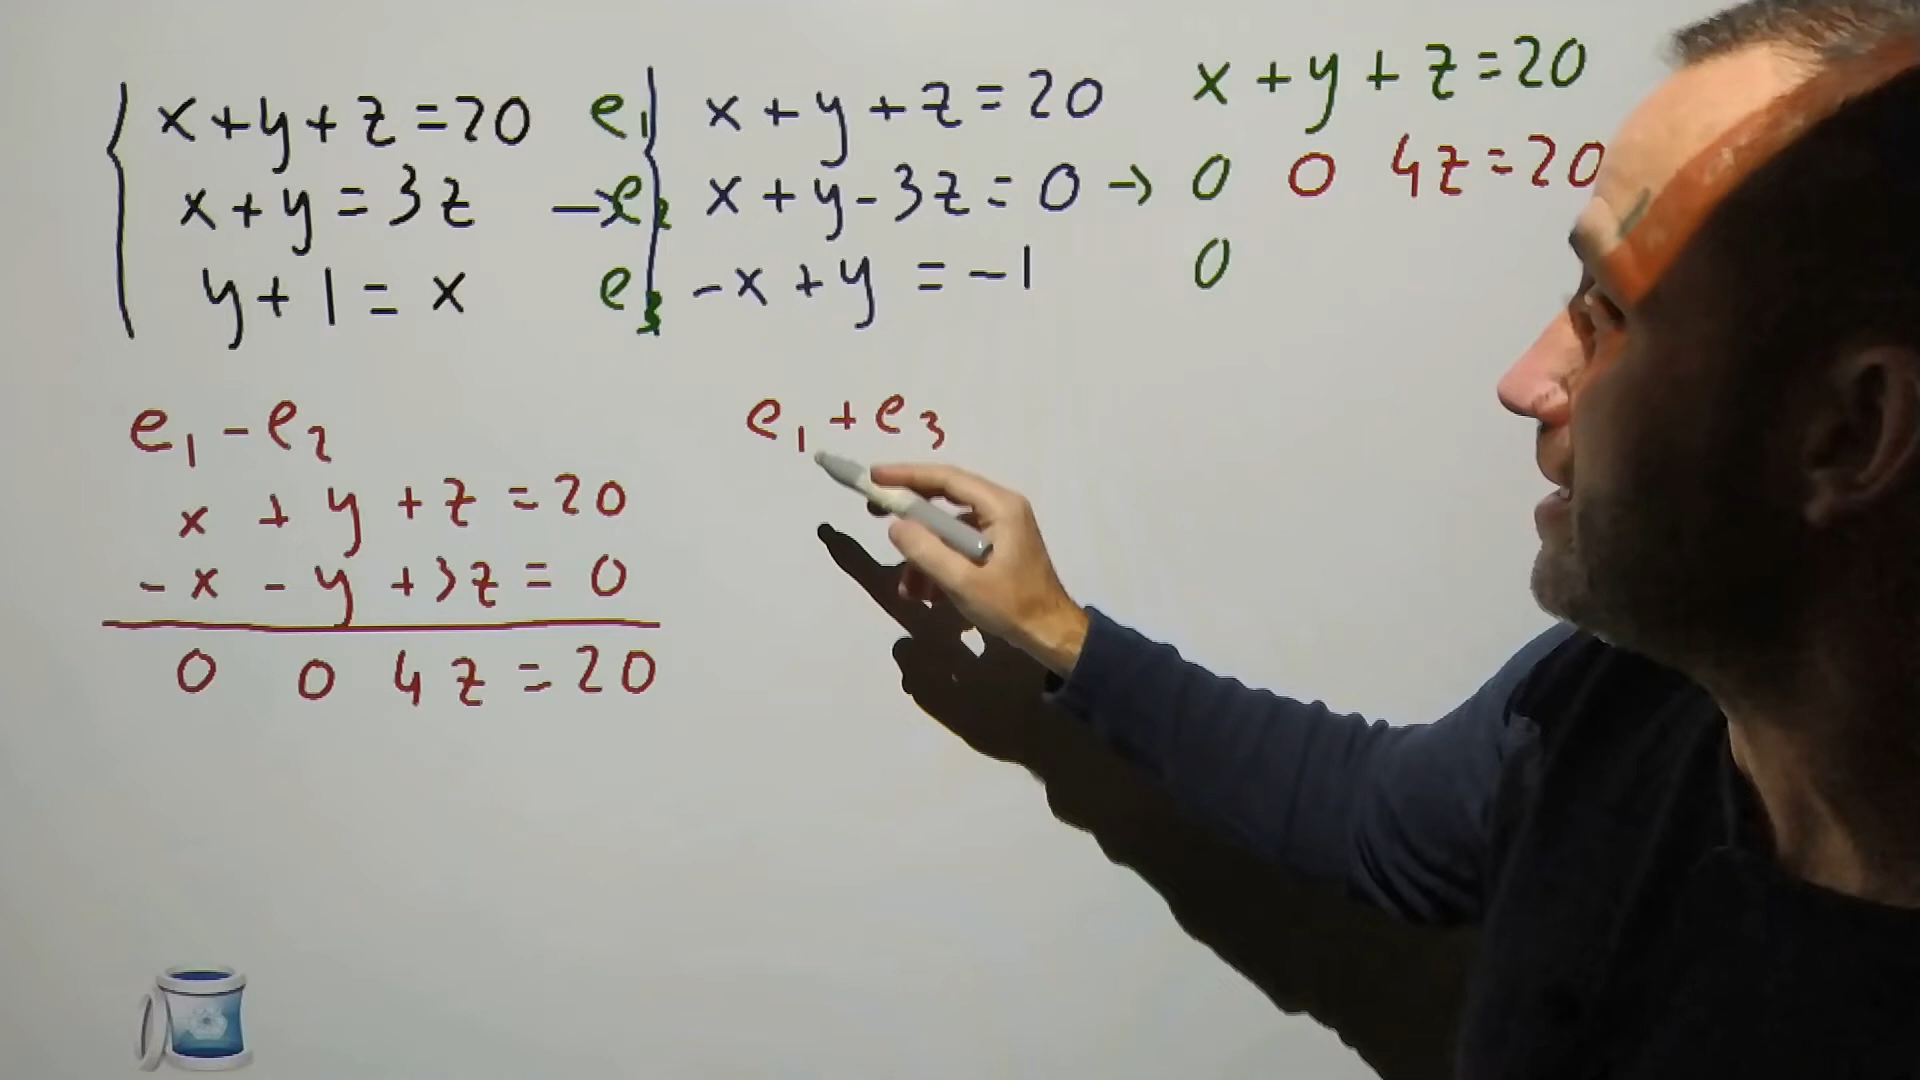 x+y+z=20
x+y=3z
y+1=x
e1 x+y+z=20
e2 x+y-3z=0 →
e3 -x+y=-1
x+y+z=20
0 0 4z=20
0
e1-e2
x+y+z=20
-x-y+3z=0
0 0 4z=20
e1+e3